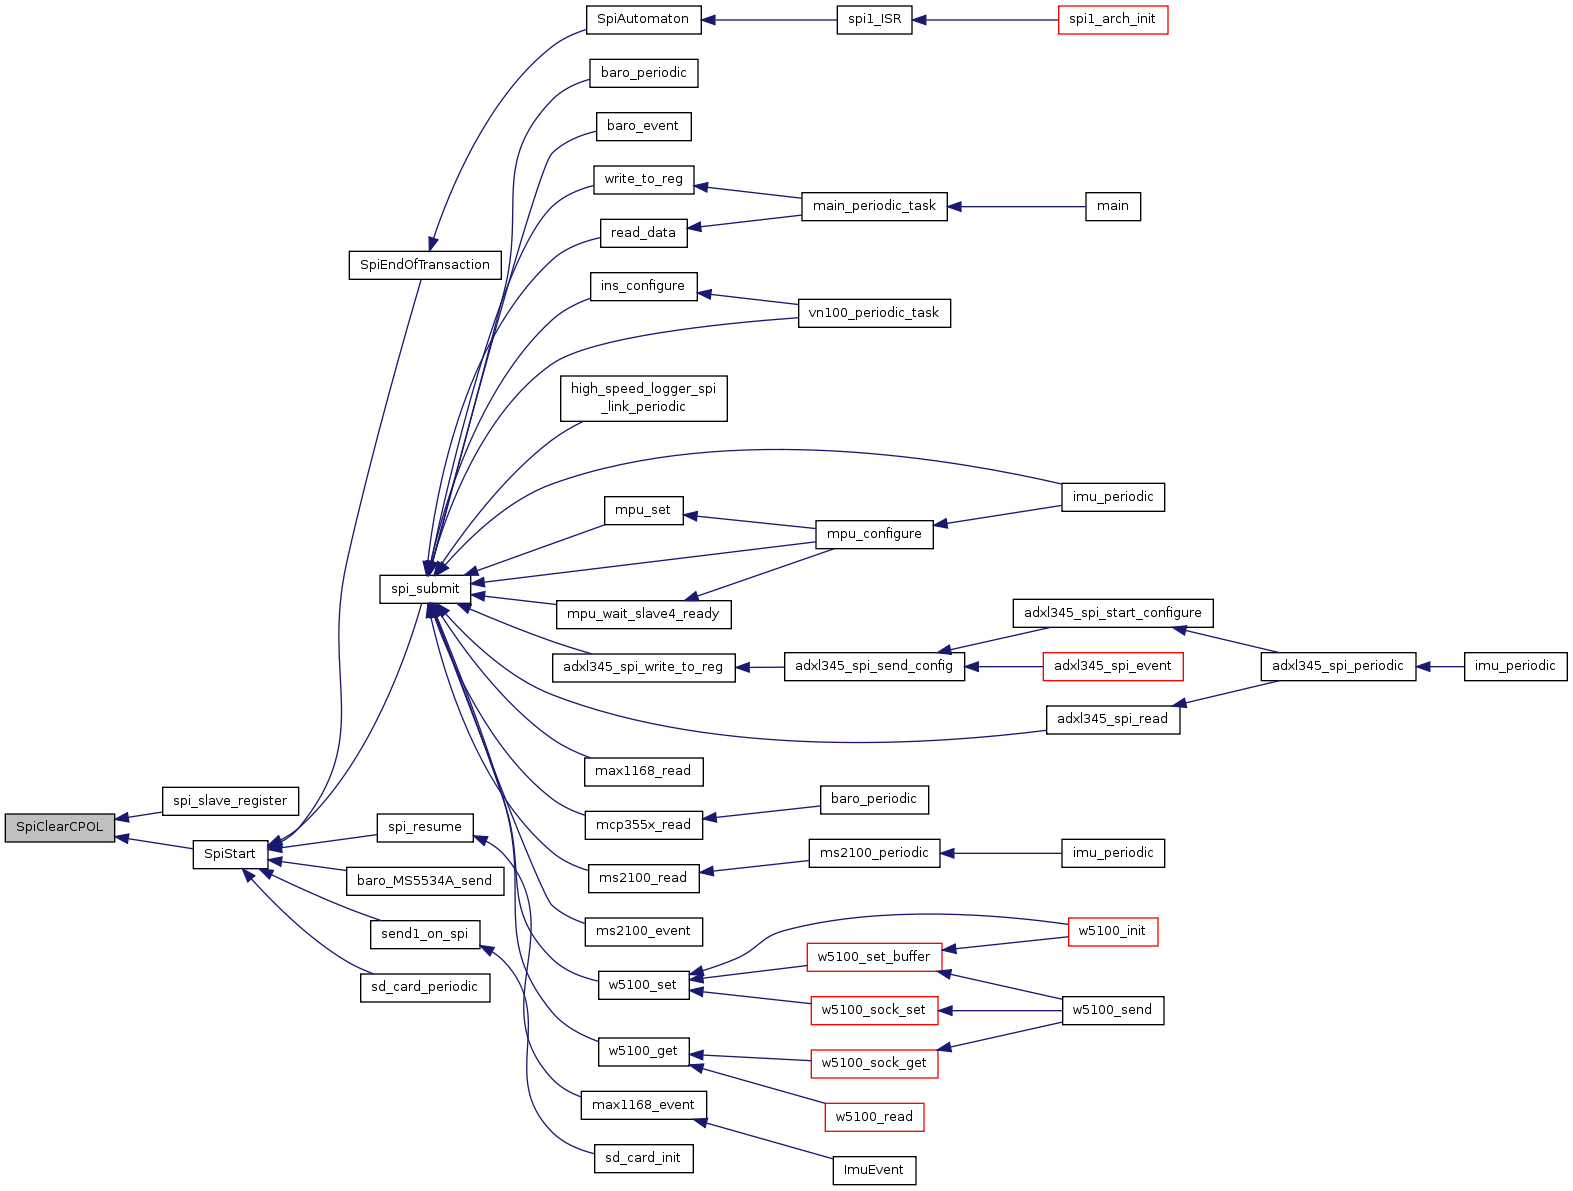 SpiAutomaton
spi1_ISR
spi1_arch_init
baro_periodic
baro_event
write_to_reg
main_periodic_task
main
read_data
SpiEndOfTransaction
ins_configure
vn100_periodic_task
high_speed_logger_spi
_link_periodic
imu_periodic
mpu_set
mpu_configure
spi_submit
mpu_wait_slave4_ready
adxl345_spi_start_configure
adxl345_spi_write_to_reg
adxl345_spi_send_config
adxl345_spi_event
adxl345_spi_periodic
imu_periodic
adxl345_spi_read
max1168_read
spi_slave_register
baro_periodic
SpiClearCPOL
mcp355x_read
spi_resume
SpiStart
ms2100_periodic
imu_periodic
baro_MS5534A_send
ms2100_read
send1_on_spi
ms2100_event
w5100_init
w5100_set_buffer
sd_card_periodic
w5100_set
w5100_sock_set
w5100_send
w5100_get
w5100_sock_get
max1168_event
w5100_read
sd_card_init
ImuEvent